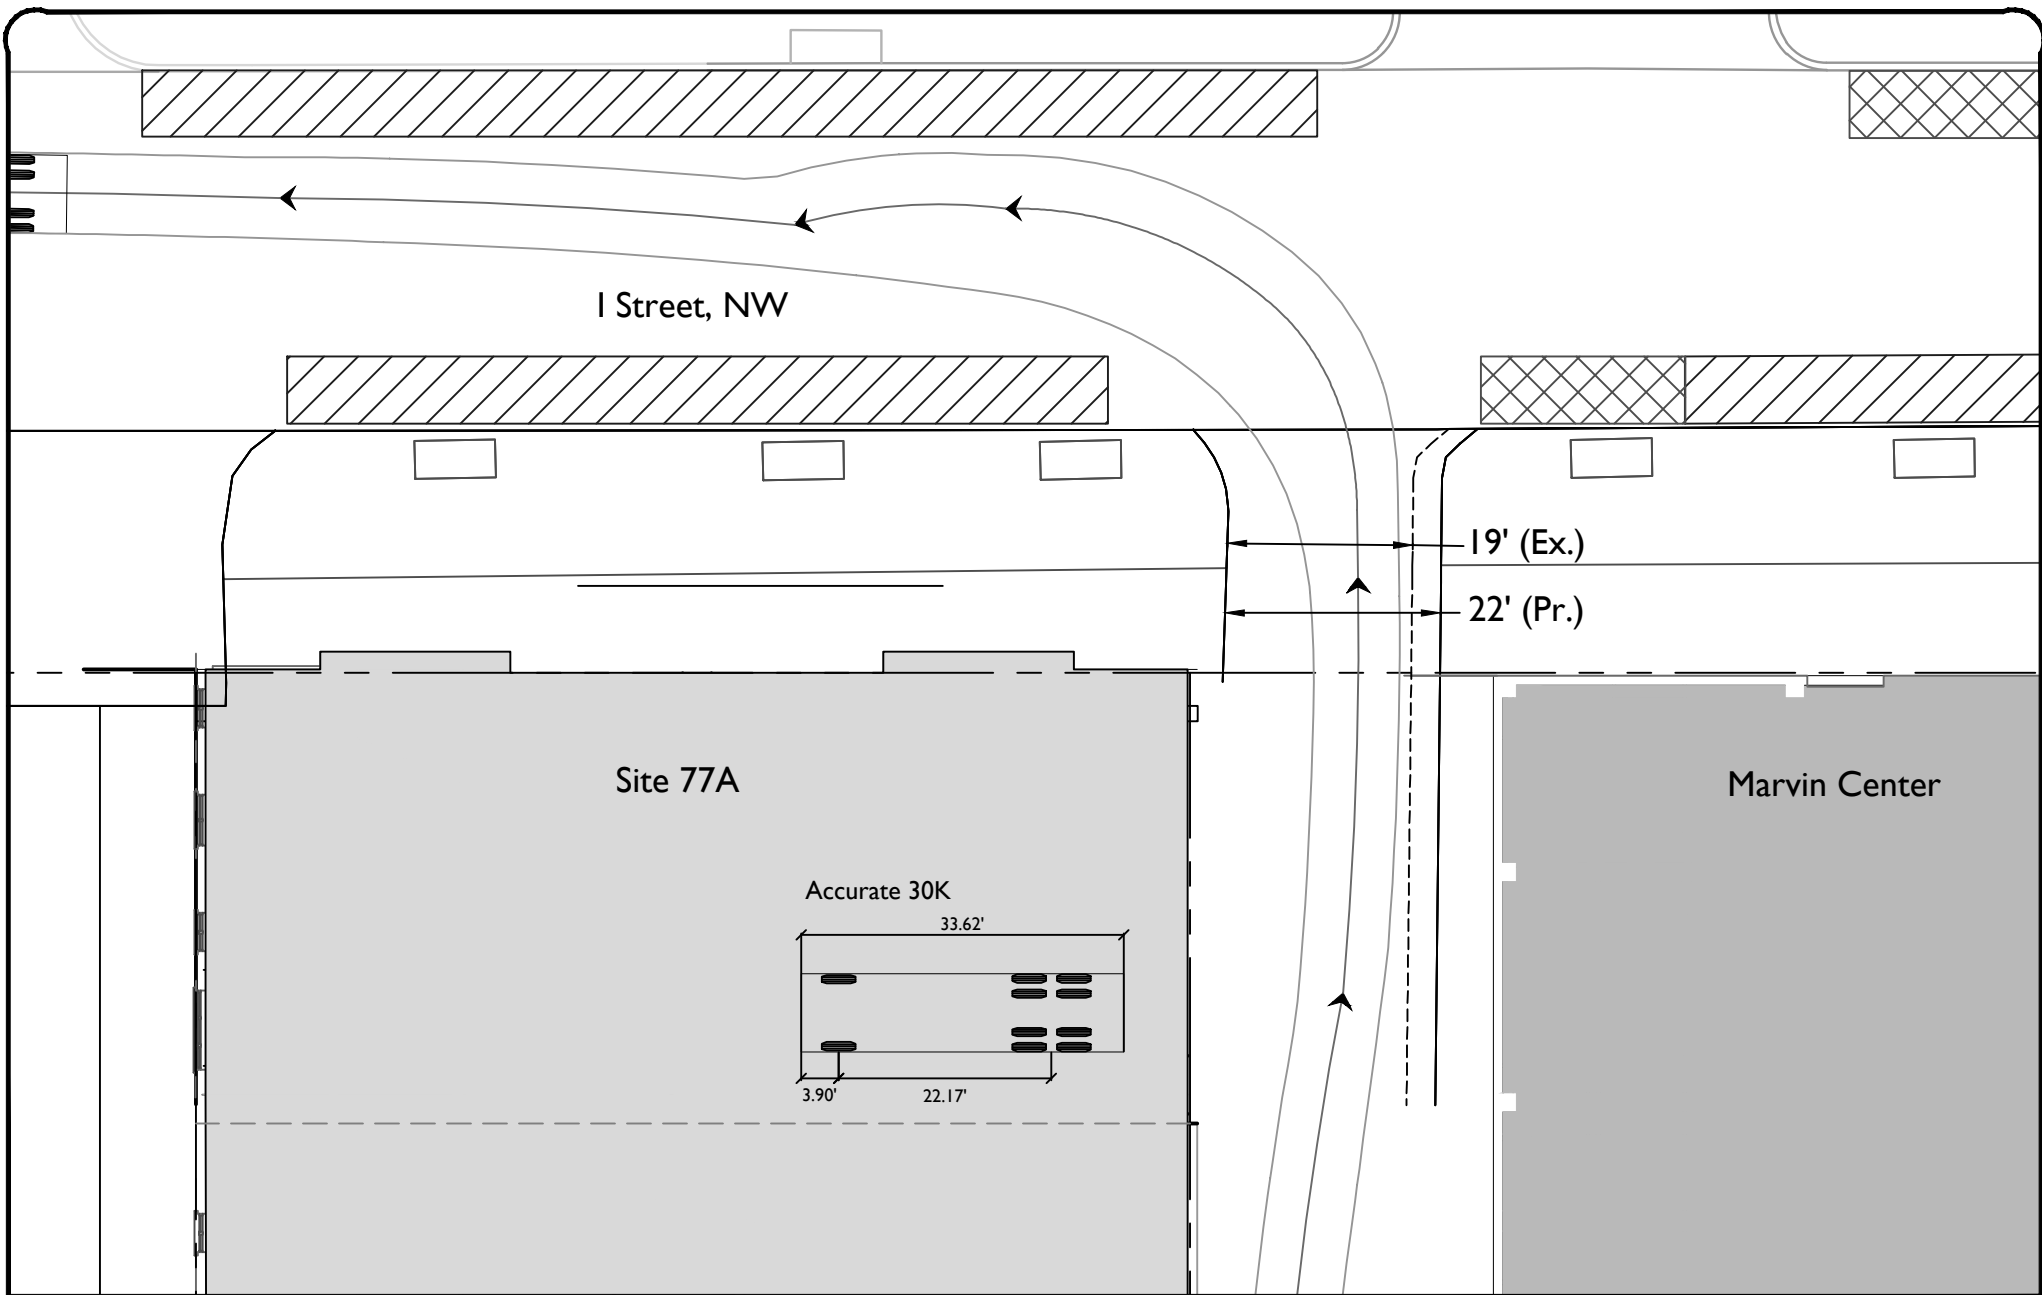 I Street, NW
19' (Ex.)
22' (Pr.)
Site 77A
Marvin Center
Accurate 30K
33.62'
3.90'
22.17'